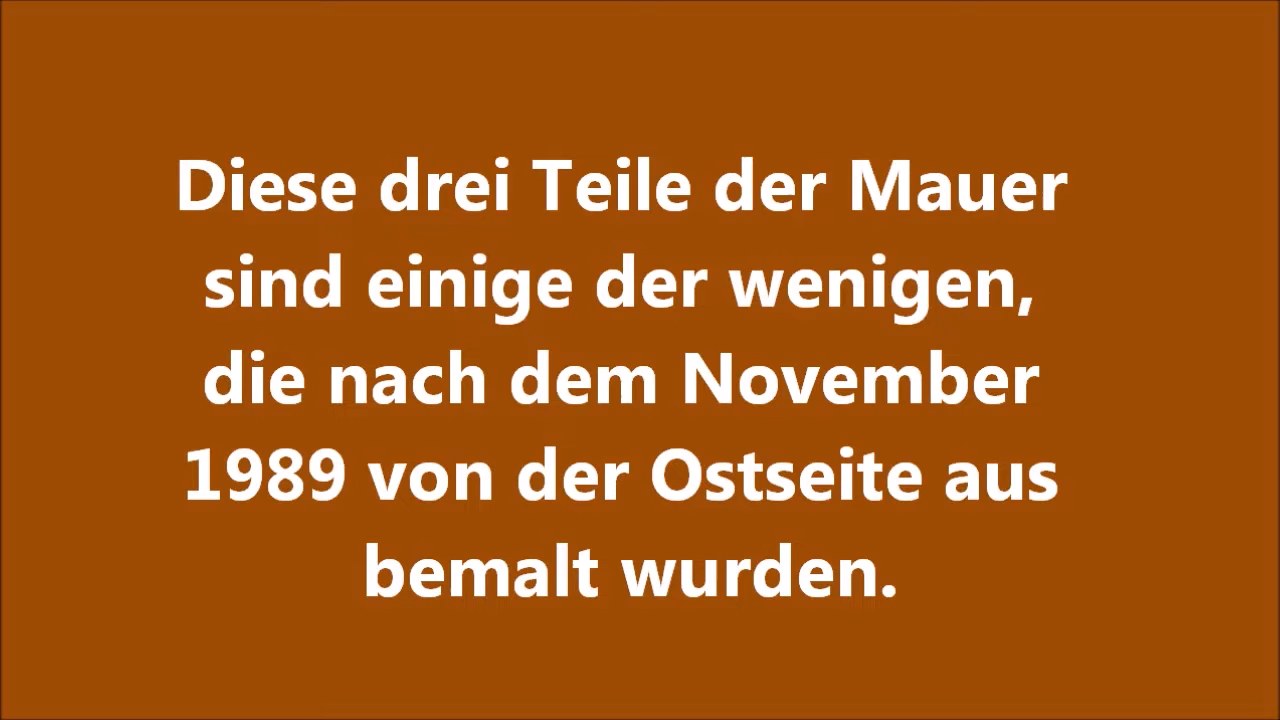 Diese drei Teile der Mauer
sind einige der wenigen,
die nach dem November
1989 von der Ostseite aus
bemalt wurden.